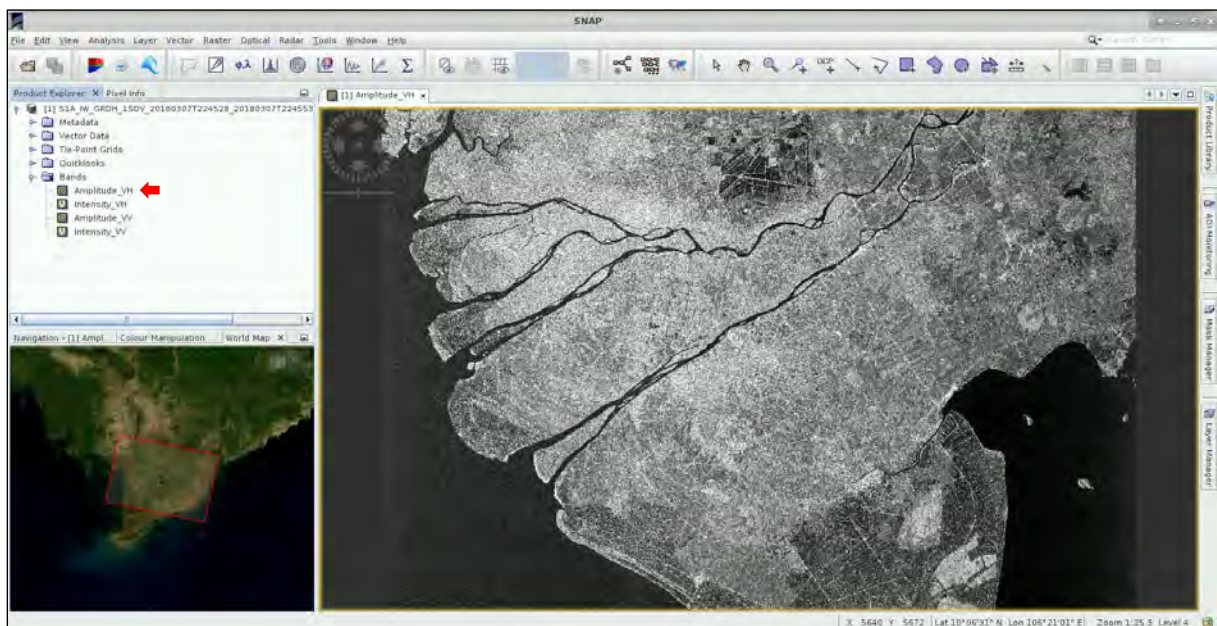 SNAP
File Edit View Analysis Layer Vector Raster Optical Radar Tools Window Help
Product Explorer X Pixel Info
[1] Amplitude_VH x
[1] S1A_IW_GRDH_1SDV_20180307T224528_20180307T224553
Metadata
Vector Data
Tie-Point Grids
Quicklooks
Bands
Amplitude_VH
Intensity_VH
Amplitude_VV
Intensity_VV
Navigation - [1] Ampl... Colour Manipulation World Map X
Product Library
Mask Manager
Layer Manager
X 5640 Y 5672 Lat 10°06'31" N Lon 106°21'01" E Zoom 1:25.3 Level 4